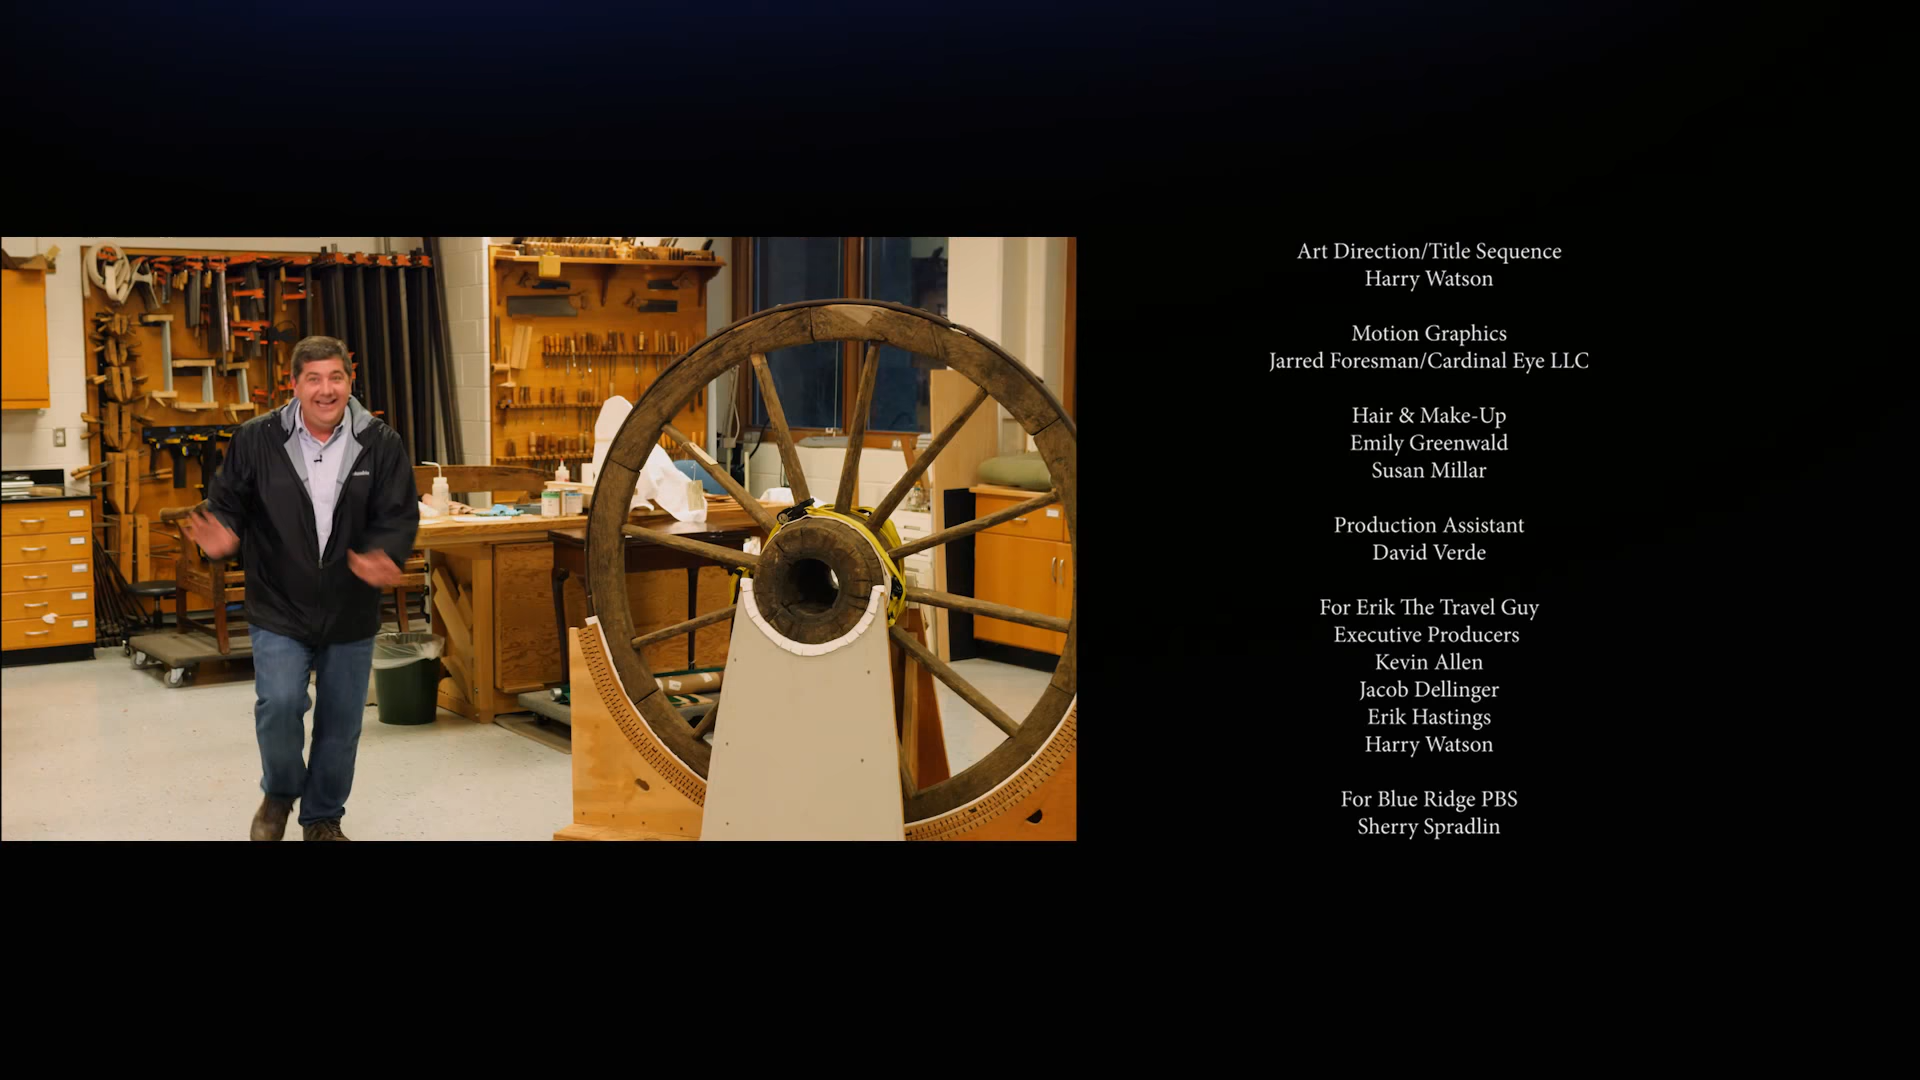 Art Direction/Title Sequence
Harry Watson
Motion Graphics
Jarred Foresman/Cardinal Eye LLC
Hair & Make-Up
Emily Greenwald
Susan Millar
Production Assistant
David Verde
For Erik The Travel Guy
Executive Producers
Kevin Allen
Jacob Dellinger
Erik Hastings
Harry Watson
For Blue Ridge PBS
Sherry Spradlin